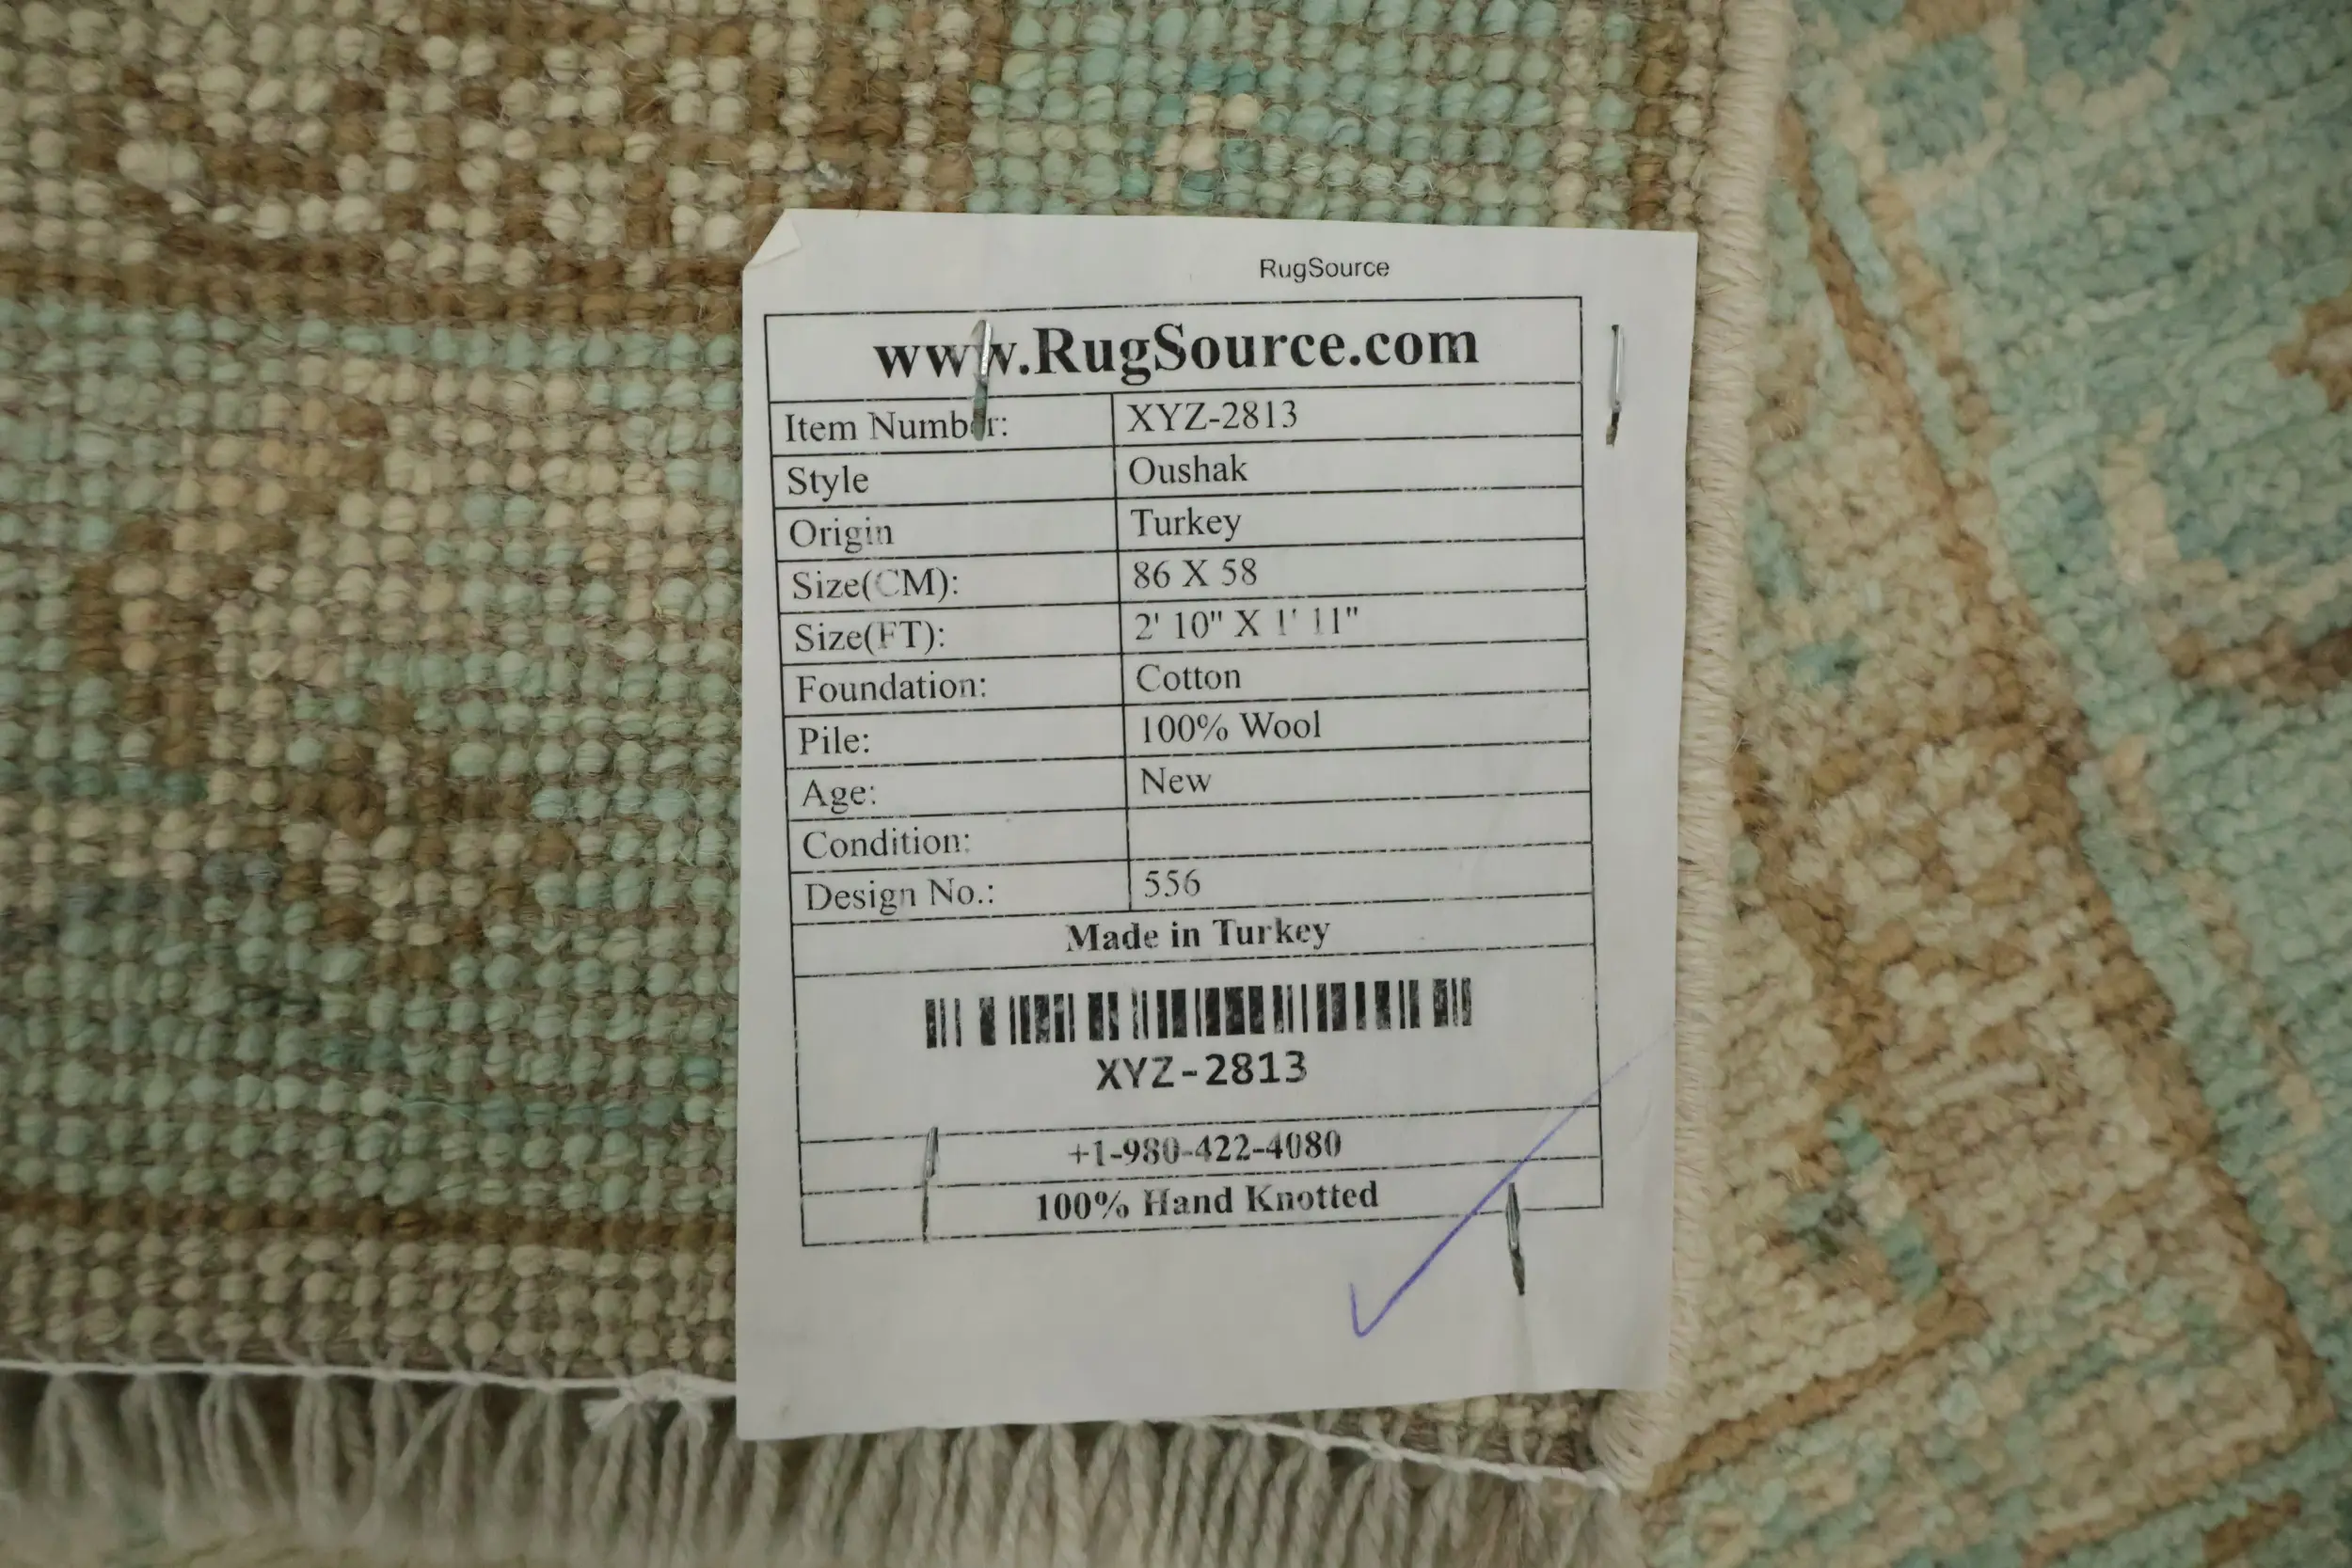 RugSource
www.RugSource.com
Item Number: XYZ-2813
Style Oushak
Origin Turkey
Size(CM): 86 X 58
Size(FT): 2' 10" X 1' 11"
Foundation: Cotton
Pile: 100% Wool
Age: New
Condition:
Design No.: 556
Made in Turkey
XYZ-2813
+1-980-422-4080
100% Hand Knotted